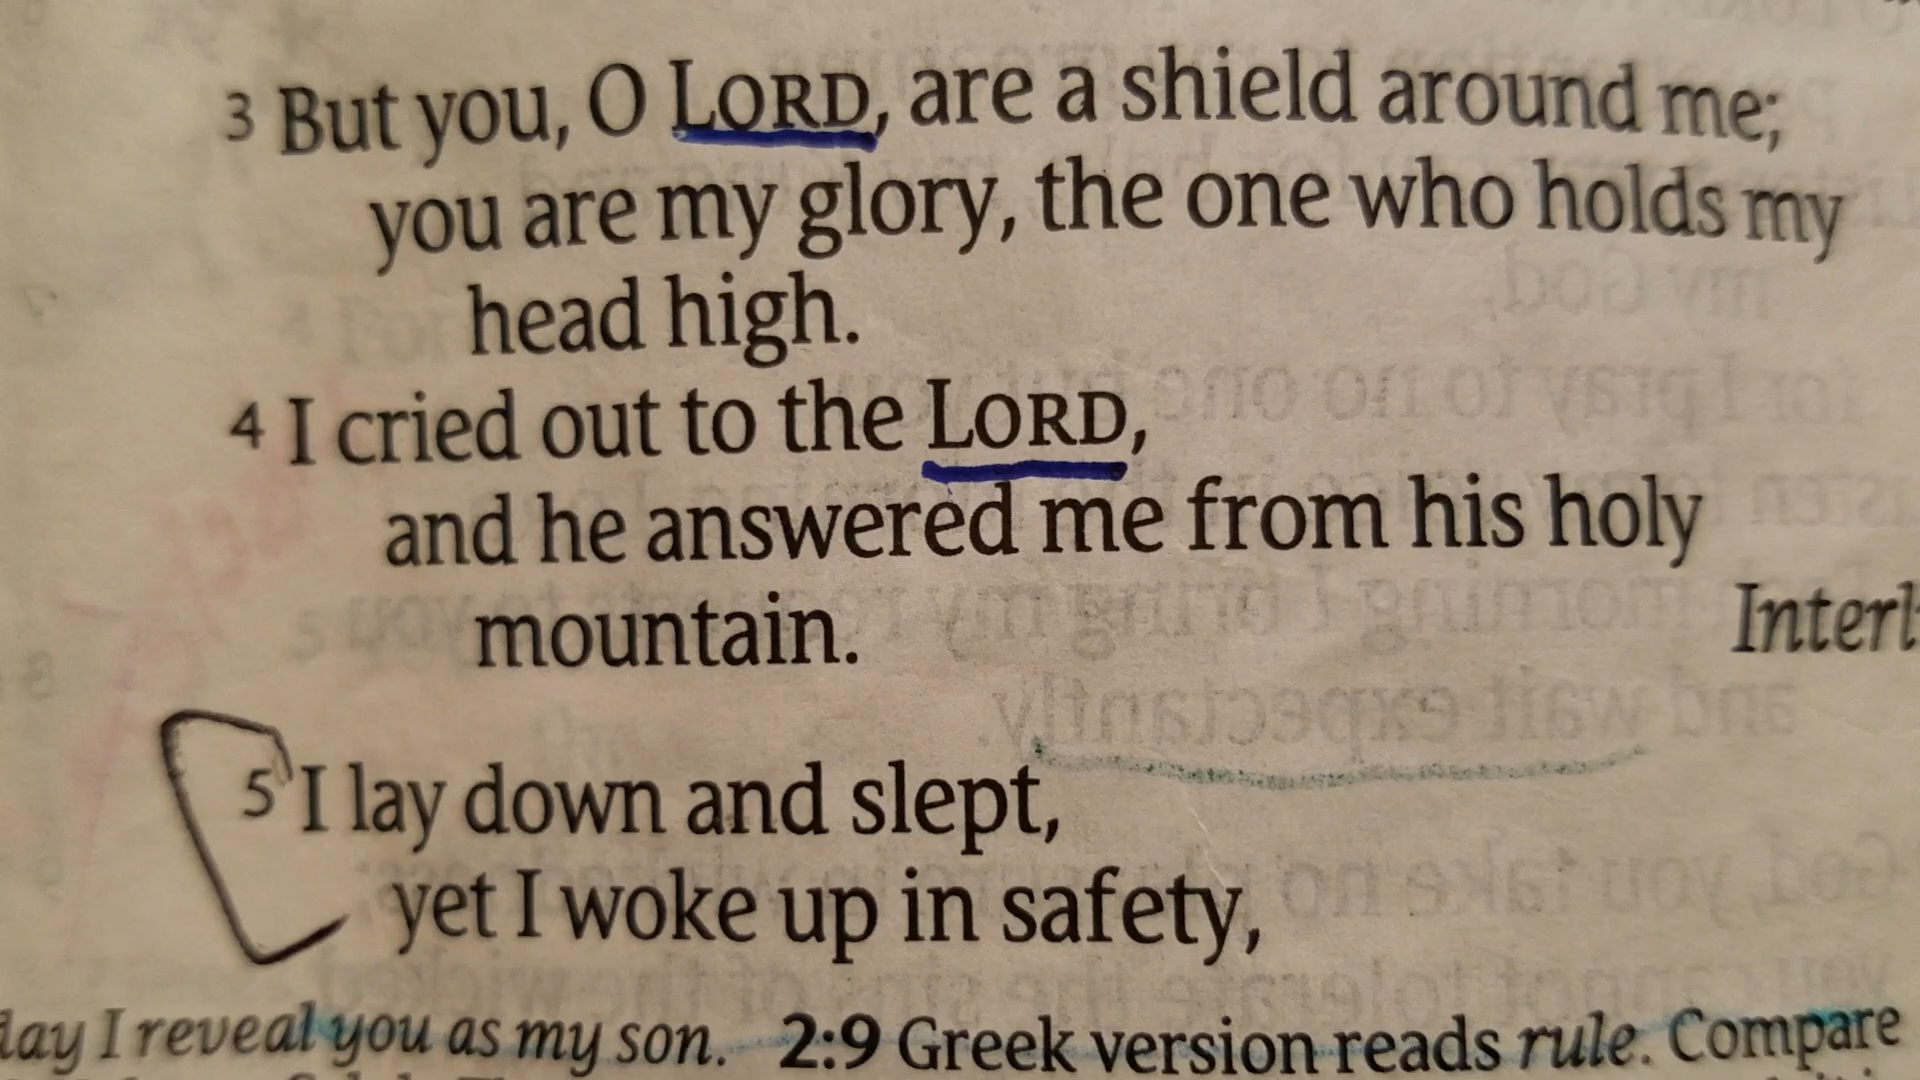 3 But you, O LORD, are a shield around me;
you are my glory, the one who holds my
head high.
4 I cried out to the LORD,
and he answered me from his holy
mountain.
Interl
5 I lay down and slept,
yet I woke up in safety,
I reveal you as my son. 2:9 Greek version reads rule. Compare